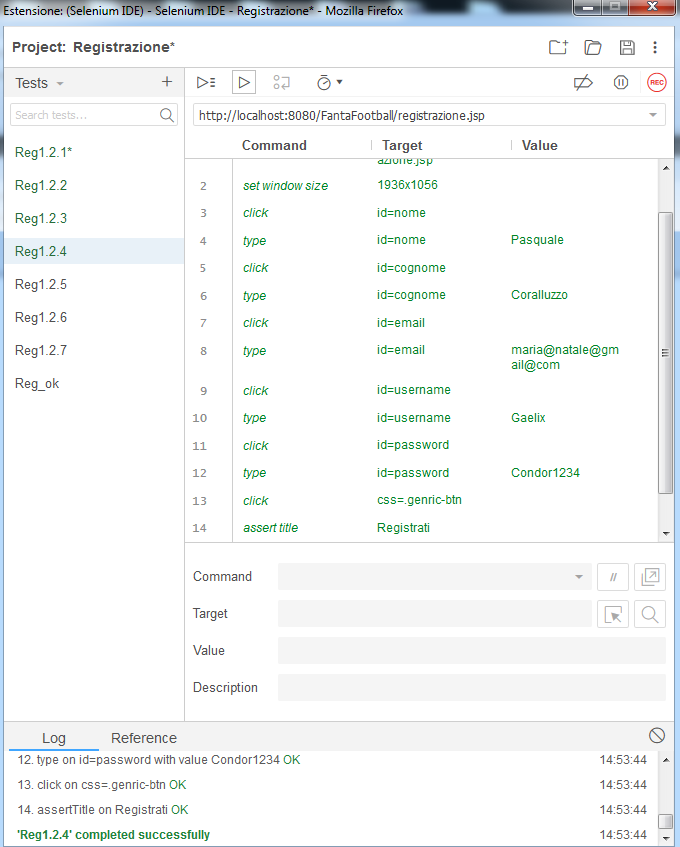 Estensione: (Selenium IDE) - Selenium IDE - Registrazione* - Mozilla Firefox
Project: Registrazione*
Tests
Search tests...
Reg1.2.1*
Reg1.2.2
Reg1.2.3
Reg1.2.4
Reg1.2.5
Reg1.2.6
Reg1.2.7
Reg_ok
REC
http://localhost:8080/FantaFootball/registrazione.jsp
Command Target Value
azione.jsp
2 set window size 1936x1056
3 click id=nome
4 type id=nome Pasquale
5 click id=cognome
6 type id=cognome Coralluzzo
7 click id=email
8 type id=email maria@natale@gm
ail@com
9 click id=username
10 type id=username Gaelix
11 click id=password
12 type id=password Condor1234
13 click css=.genric-btn
14 assert title Registrati
Command //
Target
Value
Description
Log Reference
12. type on id=password with value Condor1234 OK 14:53:44
13. click on css=.genric-btn OK 14:53:44
14. assertTitle on Registrati OK 14:53:44
'Reg1.2.4' completed successfully 14:53:44